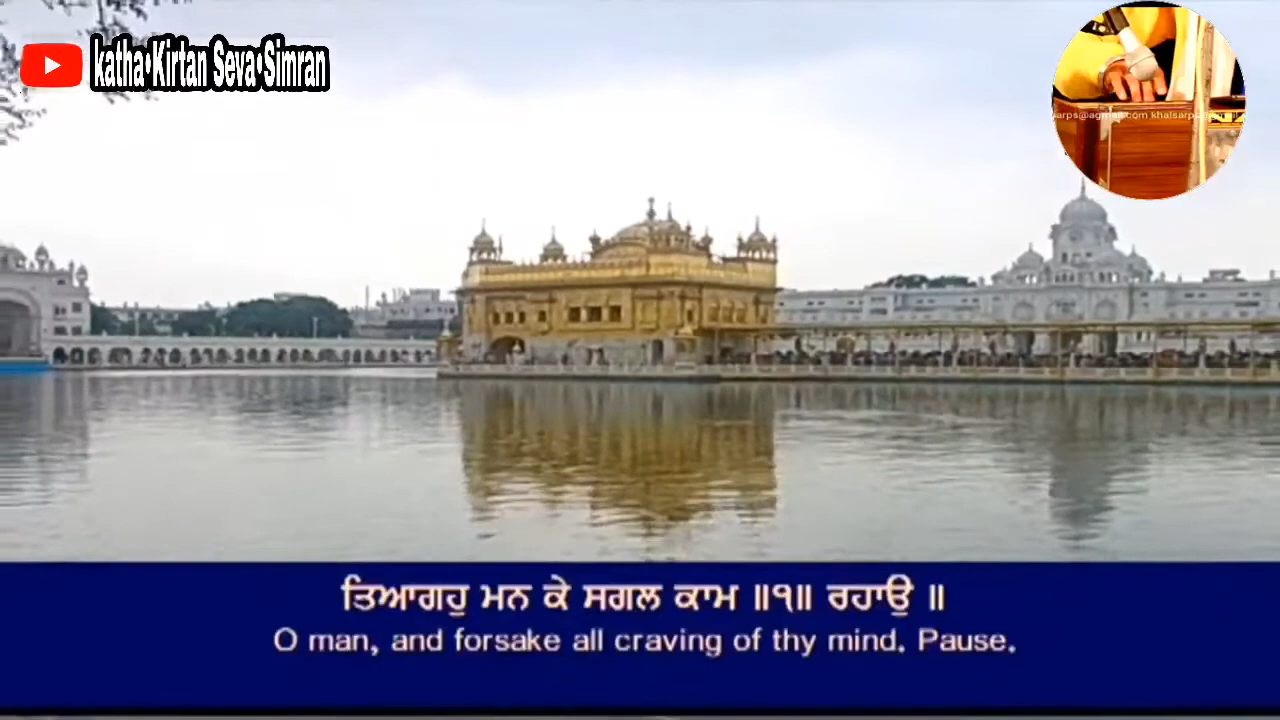 katha•Kirtan Seva•Simran
ਤਿਆਗਹੁ ਮਨ ਕੇ ਸਗਲ ਕਾਮ ॥੧॥ ਰਹਾਉ ॥
O man, and forsake all craving of thy mind. Pause.